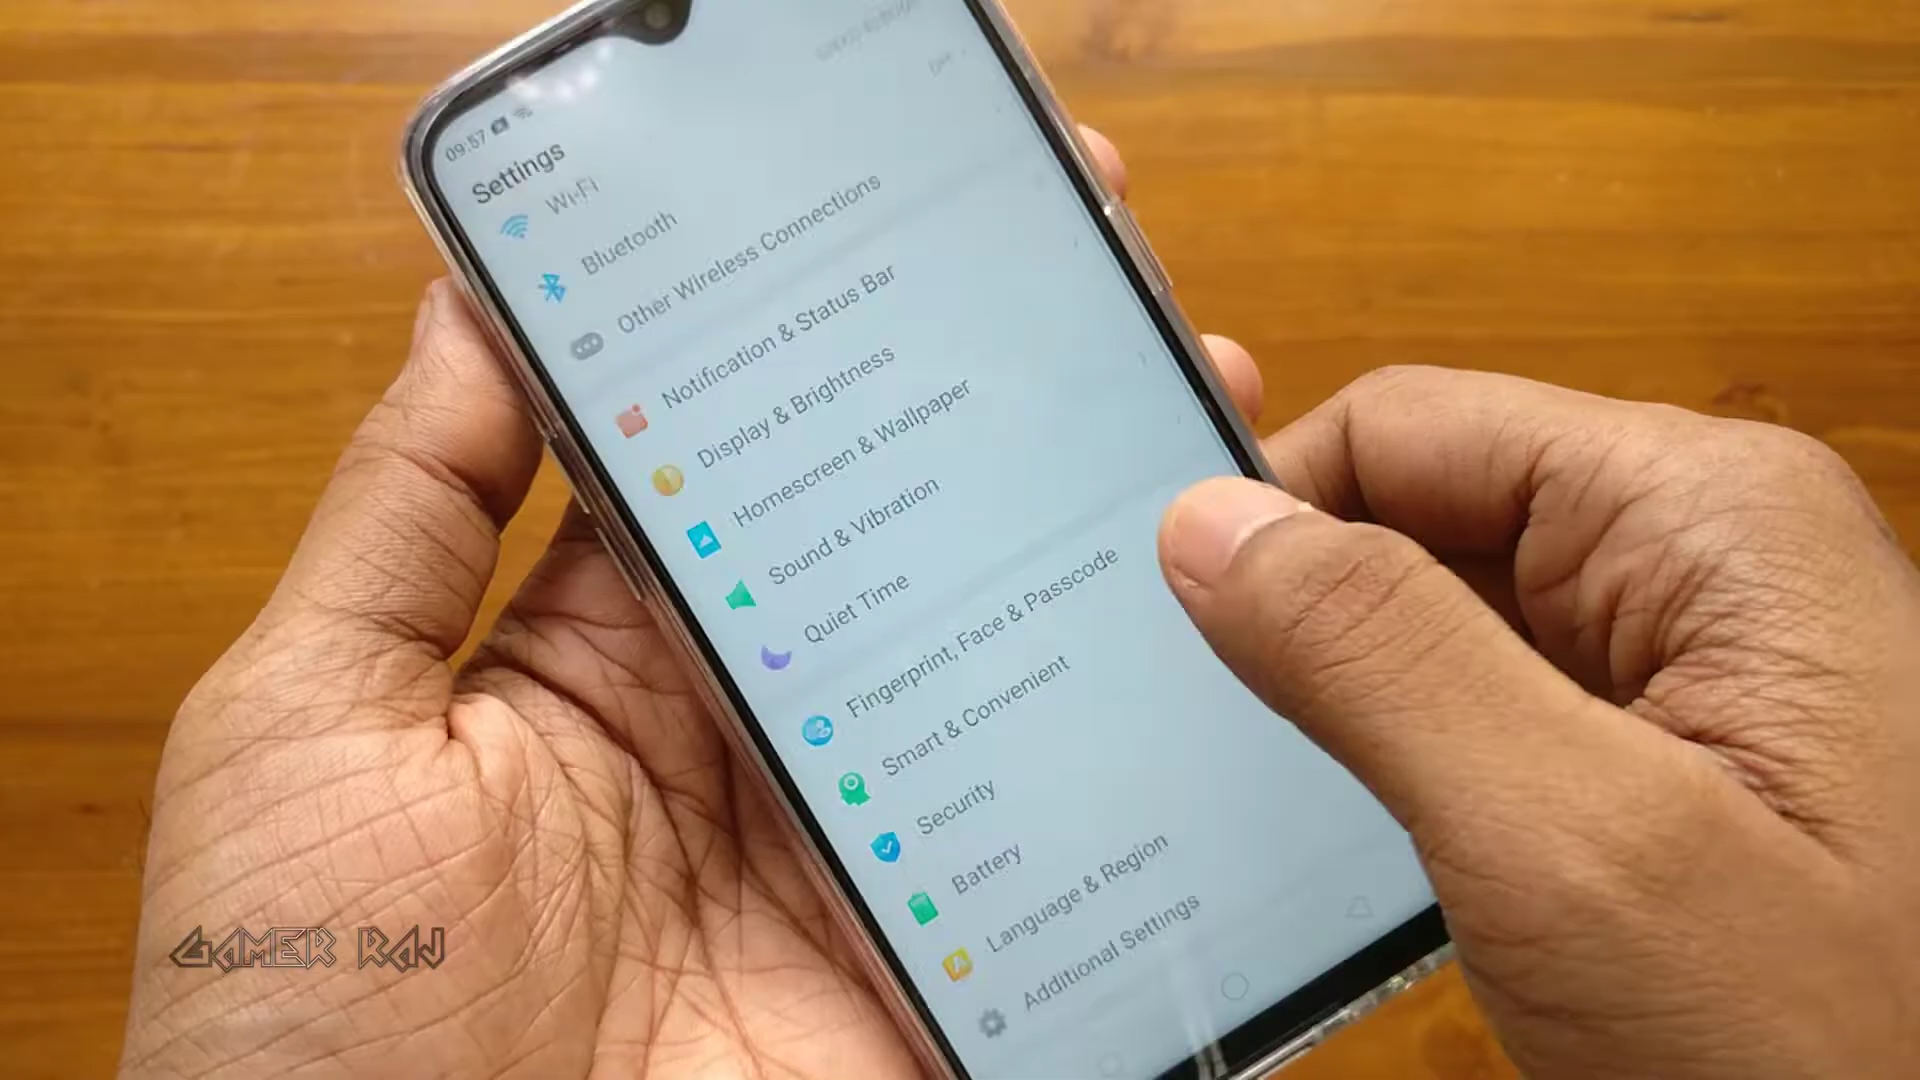 09:57
Settings
Wi-Fi
Bluetooth
Other Wireless Connections
Notification & Status Bar
Display & Brightness
Homescreen & Wallpaper
Sound & Vibration
Quiet Time
Fingerprint, Face & Passcode
Smart & Convenient
Security
Battery
Language & Region
Additional Settings
GAMER RAJ